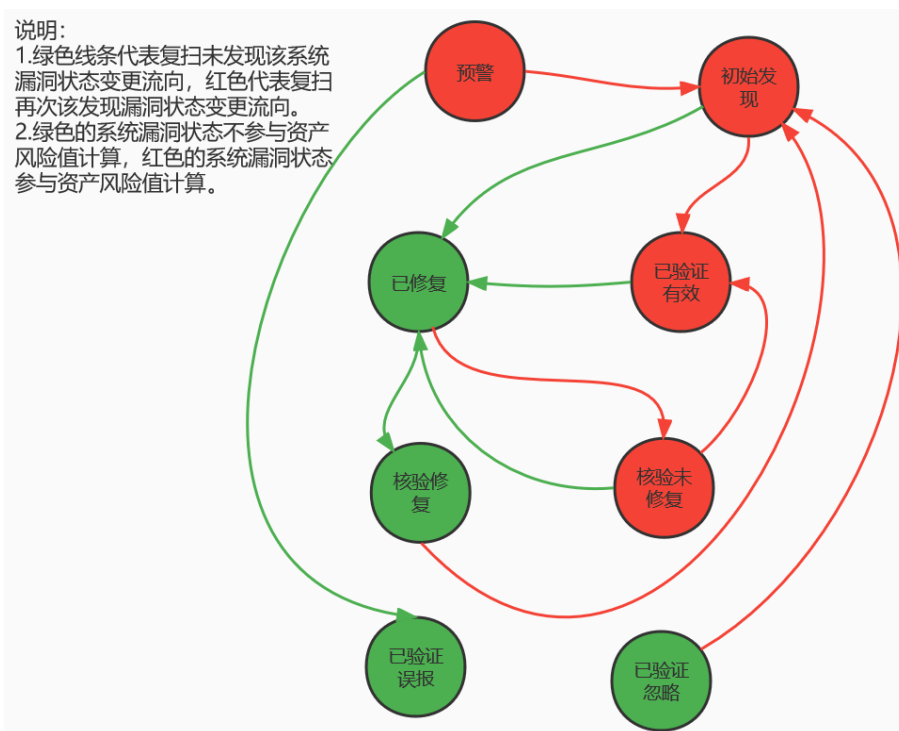 说明：
1.绿色线条代表复扫未发现该系统
漏洞状态变更流向，红色代表复扫
再次该发现漏洞状态变更流向。
2.绿色的系统漏洞状态不参与资产
风险值计算，红色的系统漏洞状态
参与资产风险值计算。
预警
初始发
现
已修复
已验证
有效
核验修
复
核验未
修复
已验证
误报
已验证
忽略